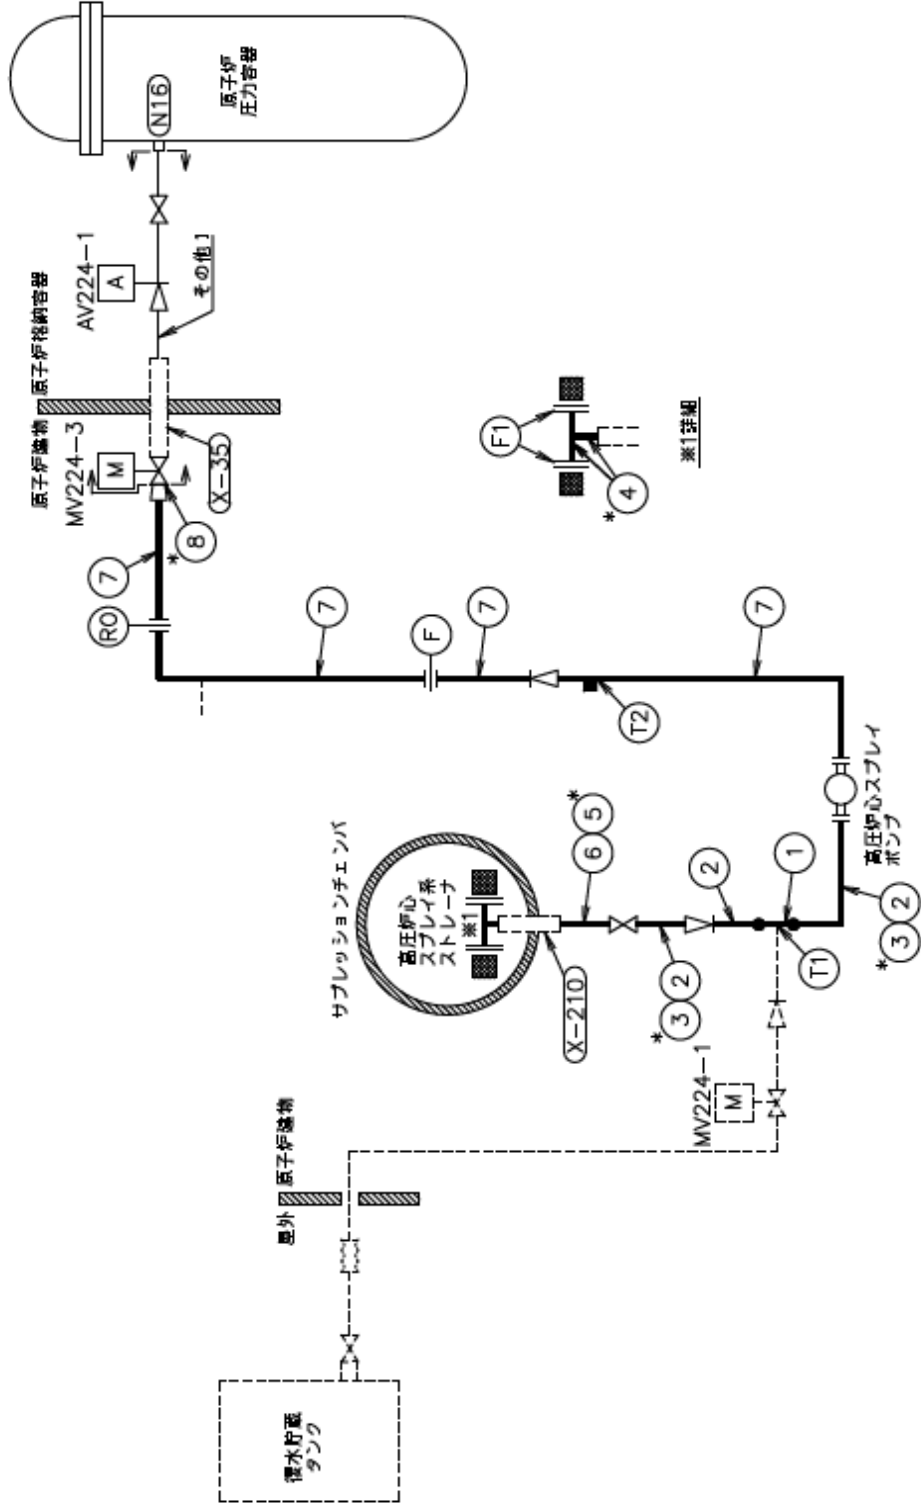 原子炉
圧力容器
N16
AV224-1
A
その他1
原子炉建物
原子炉格納容器
MV224-3
M
X-35
*
8
7
RO
7
F
7
T2
7
F1
*
4
※1詳細
サプレッションチェンバ
高圧炉心
スプレイ系
ストレーナ
※1
X-210
6
*
5
*
3
2
2
1
T1
高圧炉心スプレイ
ポンプ
*
3
2
MV224-1
M
屋外
原子炉建物
復水貯蔵
タンク